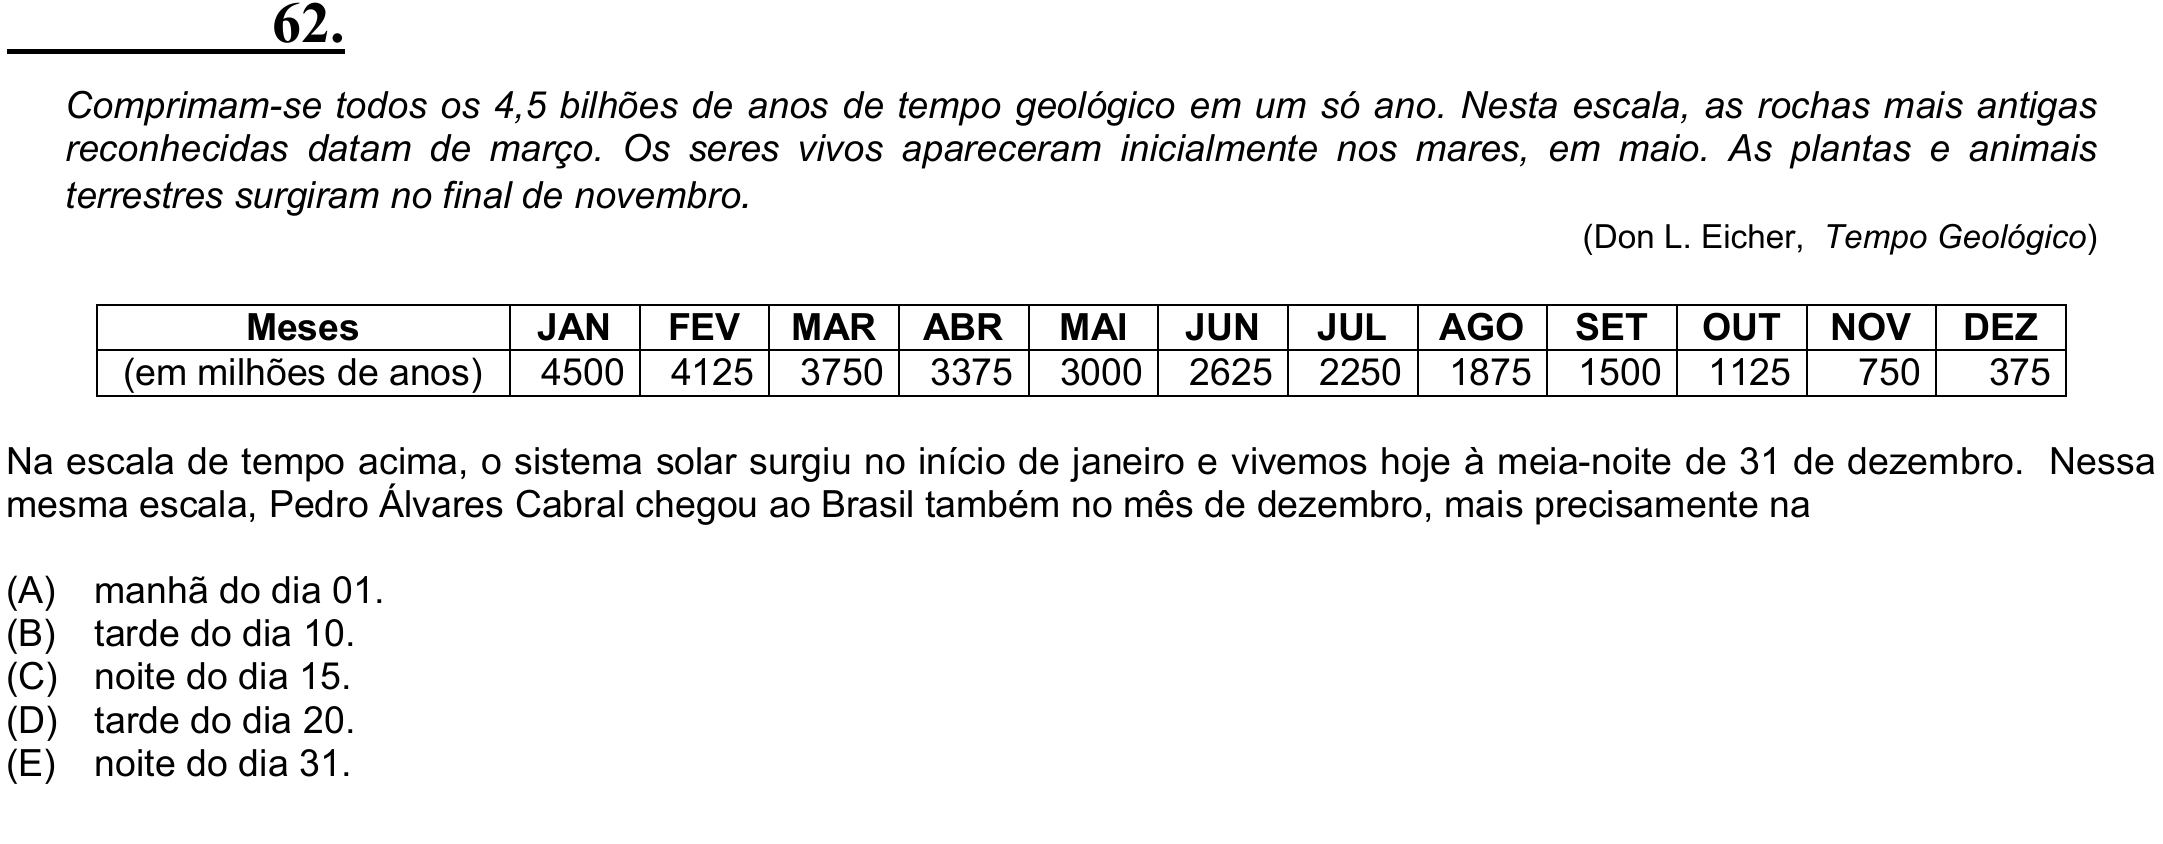 62.
Comprimam-se todos os 4,5 bilhões de anos de tempo geológico em um só ano. Nesta escala, as rochas mais antigas
reconhecidas datam de março. Os seres vivos apareceram inicialmente nos mares, em maio. As plantas e animais
terrestres surgiram no final de novembro.
(Don L. Eicher, Tempo Geológico)
Meses JAN FEV MAR ABR MAI JUN JUL AGO SET OUT NOV DEZ
(em milhões de anos) 4500 4125 3750 3375 3000 2625 2250 1875 1500 1125 750 375
Na escala de tempo acima, o sistema solar surgiu no início de janeiro e vivemos hoje à meia-noite de 31 de dezembro. Nessa
mesma escala, Pedro Álvares Cabral chegou ao Brasil também no mês de dezembro, mais precisamente na
(A) manhã do dia 01.
(B) tarde do dia 10.
(C) noite do dia 15.
(D) tarde do dia 20.
(E) noite do dia 31.